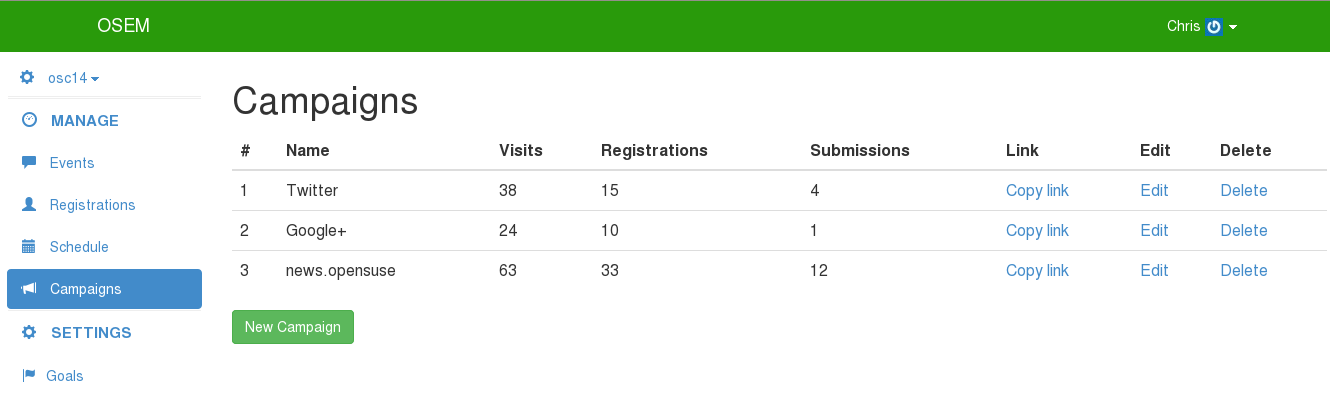 OSEM Chris
osc14
MANAGE
Events
Registrations
Schedule
Campaigns
SETTINGS
Goals
Campaigns
# Name Visits Registrations Submissions Link Edit Delete
1 Twitter 38 15 4 Copy link Edit Delete
2 Google+ 24 10 1 Copy link Edit Delete
3 news.opensuse 63 33 12 Copy link Edit Delete
New Campaign